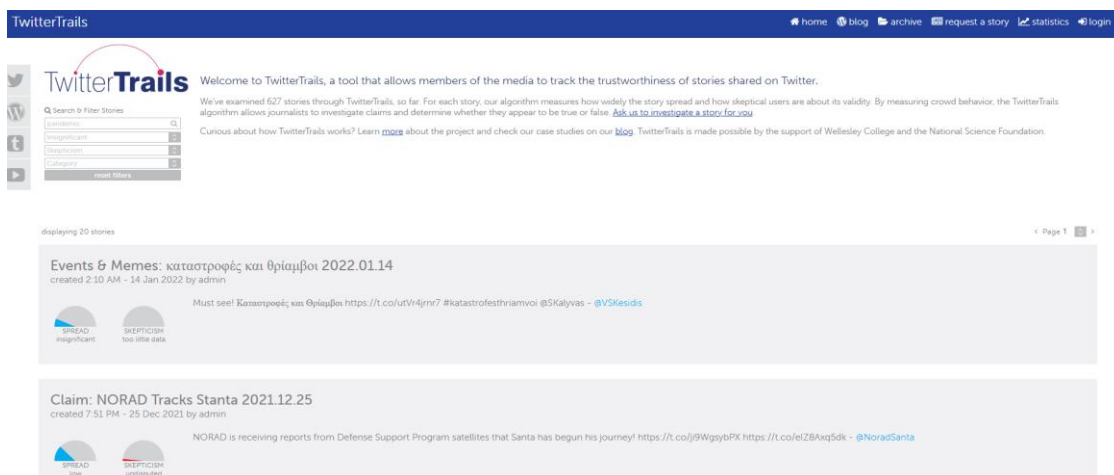 TwitterTrails
home blog archive request a story statistics login
TwitterTrails
Welcome to TwitterTrails, a tool that allows members of the media to track the trustworthiness of stories shared on Twitter.
Search & Filter Stories
pandemic
Insignificant
Skepticism
Category
reset filters
We've examined 627 stories through TwitterTrails, so far. For each story, our algorithm measures how widely the story spread and how skeptical users are about its validity. By measuring crowd behavior, the TwitterTrails
algorithm allows journalists to investigate claims and determine whether they appear to be true or false. Ask us to investigate a story for you
Curious about how TwitterTrails works? Learn more about the project and check our case studies on our blog. TwitterTrails is made possible by the support of Wellesley College and the National Science Foundation.
displaying 20 stories
< Page 1 >
Events & Memes: καταστροφές και θρίαμβοι 2022.01.14
created 2:10 AM - 14 Jan 2022 by admin
Must see! Καταστροφές και Θρίαμβοι https://t.co/utVr4jrnr7 #katastrofesthriamvoi @SKalyvas - @VSKesidis
SPREAD
insignificant
SKEPTICISM
too little data
Claim: NORAD Tracks Stanta 2021.12.25
created 7:51 PM - 25 Dec 2021 by admin
NORAD is receiving reports from Defense Support Program satellites that Santa has begun his journey! https://t.co/ji9WgsybPX https://t.co/elZ8Axq5dk - @NoradSanta
SPREAD
low
SKEPTICISM
undisputed